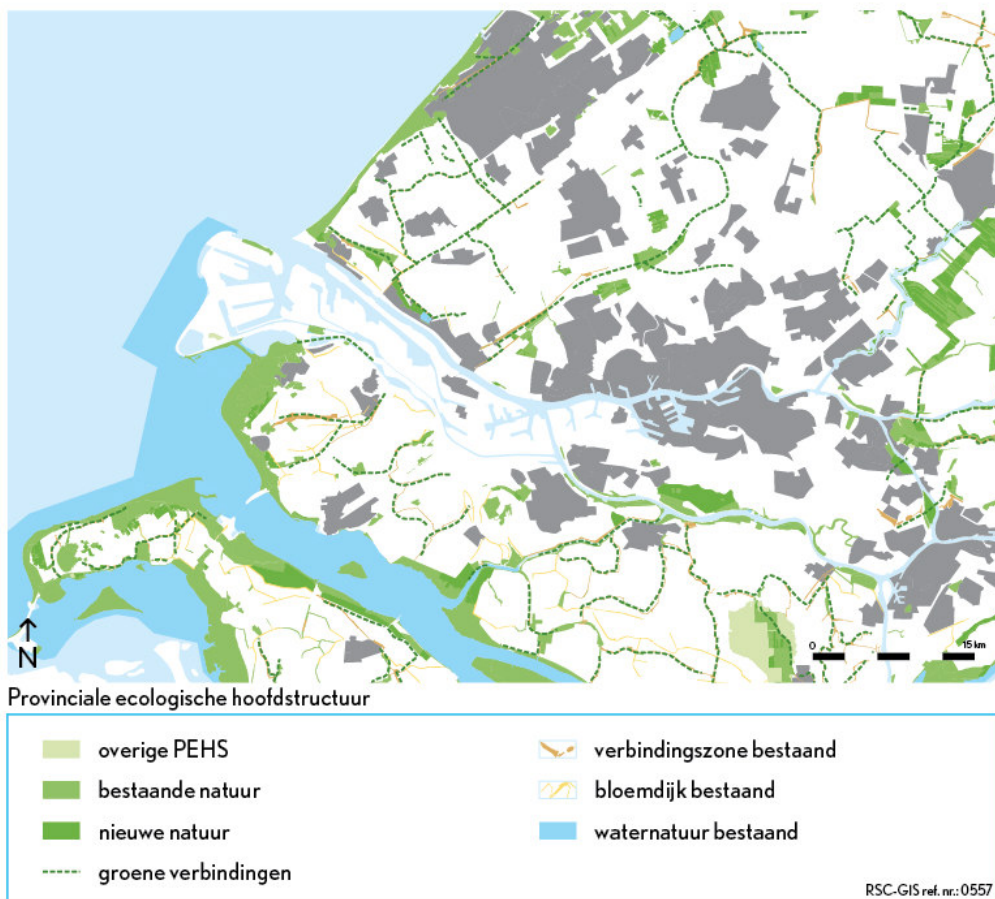 N
0 15 km
Provinciale ecologische hoofdstructuur
overige PEHS
bestaande natuur
nieuwe natuur
groene verbindingen
verbindingszone bestaand
bloemdijk bestaand
waternatuur bestaand
RSC-GIS ref. nr.: 0557